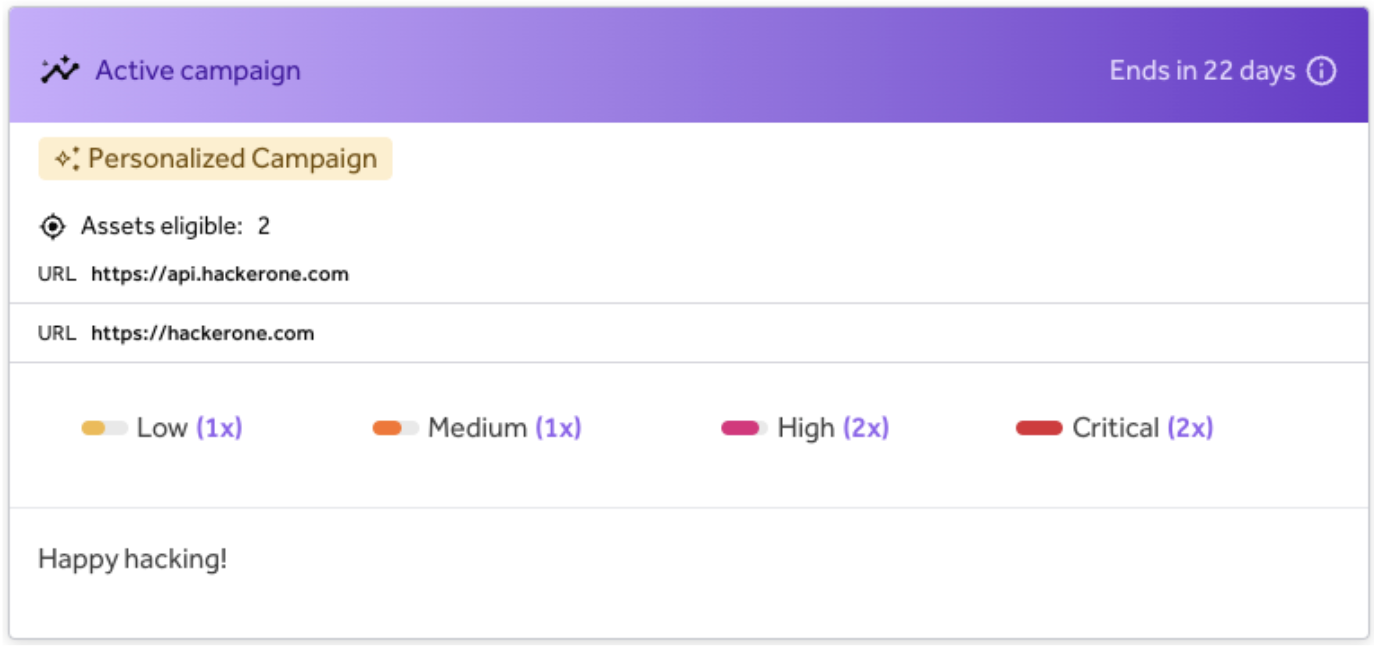 Active campaign
Ends in 22 days
Personalized Campaign
Assets eligible: 2
URL https://api.hackerone.com
URL https://hackerone.com
Low (1x) Medium (1x) High (2x) Critical (2x)
Happy hacking!